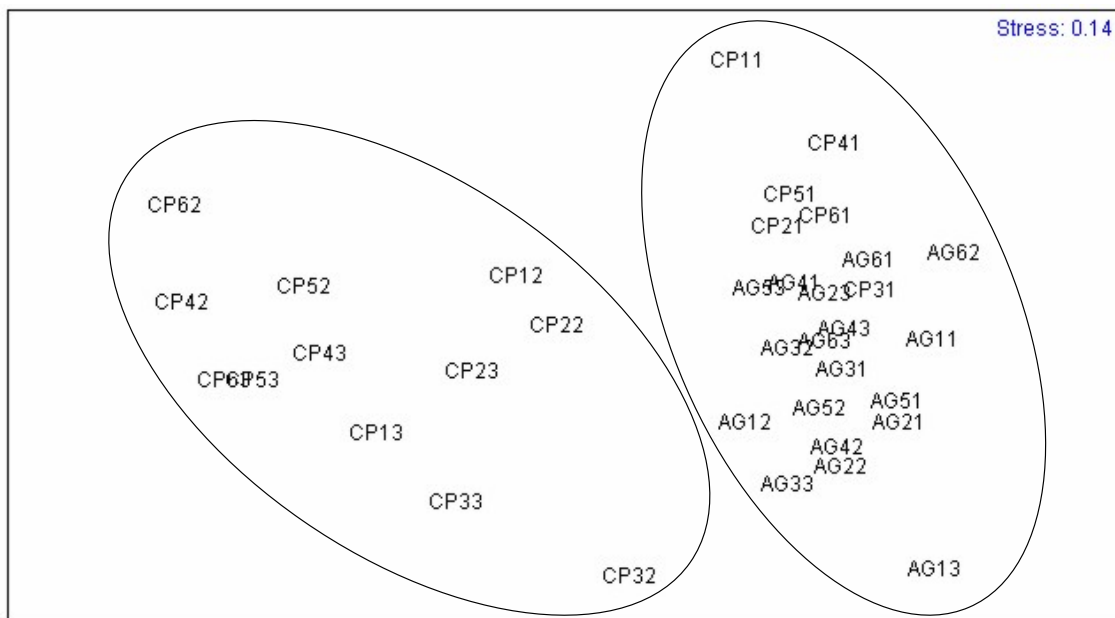 Stress: 0.14
CP11
CP41
CP51
CP62
CP61
CP21
AG62
AG61
CP12
AG41
CP52
AG53
AG23
CP31
CP42
CP22
AG43
AG11
AG63
AG32
CP43
AG31
CP23
CP63
CP53
AG51
AG52
AG12
AG21
CP13
AG42
AG22
AG33
CP33
AG13
CP32